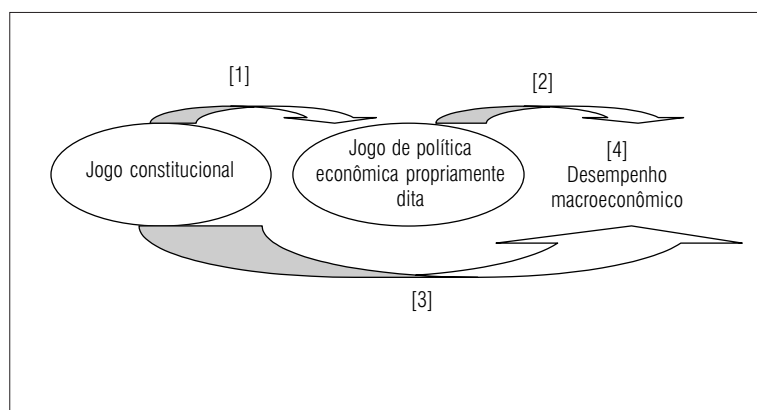 [1]
[2]
Jogo constitucional
Jogo de política
econômica propriamente
dita
[4]
Desempenho
macroeconômico
[3]